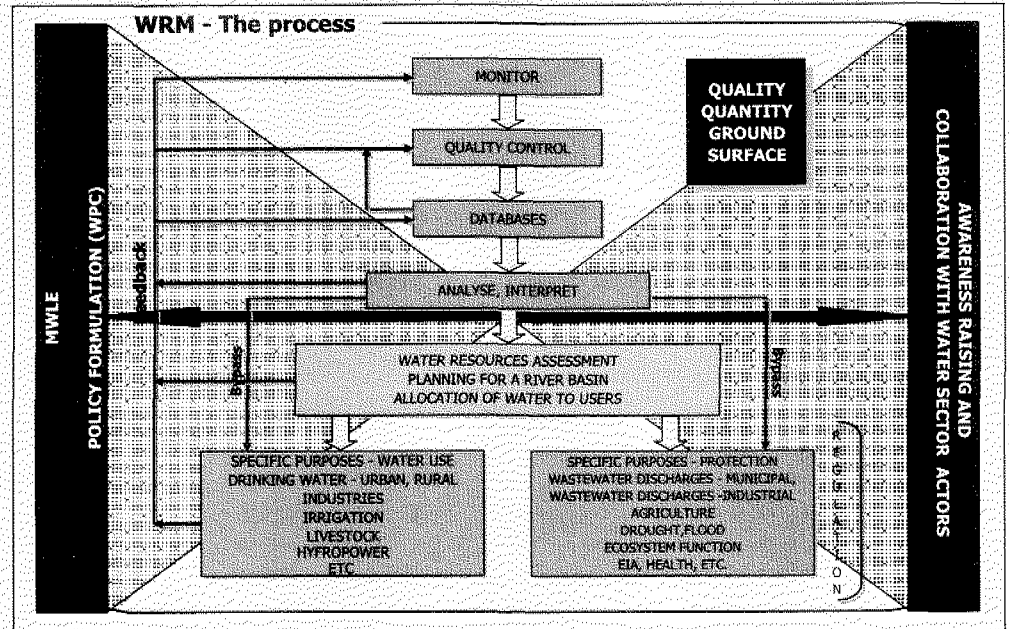 WRM - The process
MONITOR
QUALITY CONTROL
DATABASES
ANALYSE, INTERPRET
QUALITY
QUANTITY
GROUND
SURFACE
MWLE
POLICY FORMULATION (WPC)
AWARENESS RAISING AND
COLLABORATION WITH WATER SECTOR ACTORS
Bypass
Bypass
WATER RESOURCES ASSESSMENT
PLANNING FOR A RIVER BASIN
ALLOCATION OF WATER TO USERS
SPECIFIC PURPOSES - WATER USE
DRINKING WATER - URBAN, RURAL
INDUSTRIES
IRRIGATION
LIVESTOCK
HYFROPOWER
ETC
SPECIFIC PURPOSES - PROTECTION
WASTEWATER DISCHARGES - MUNICIPAL,
WASTEWATER DISCHARGES -INDUSTRIAL
AGRICULTURE
DROUGHT,FLOOD
ECOSYSTEM FUNCTION
EIA, HEALTH, ETC.